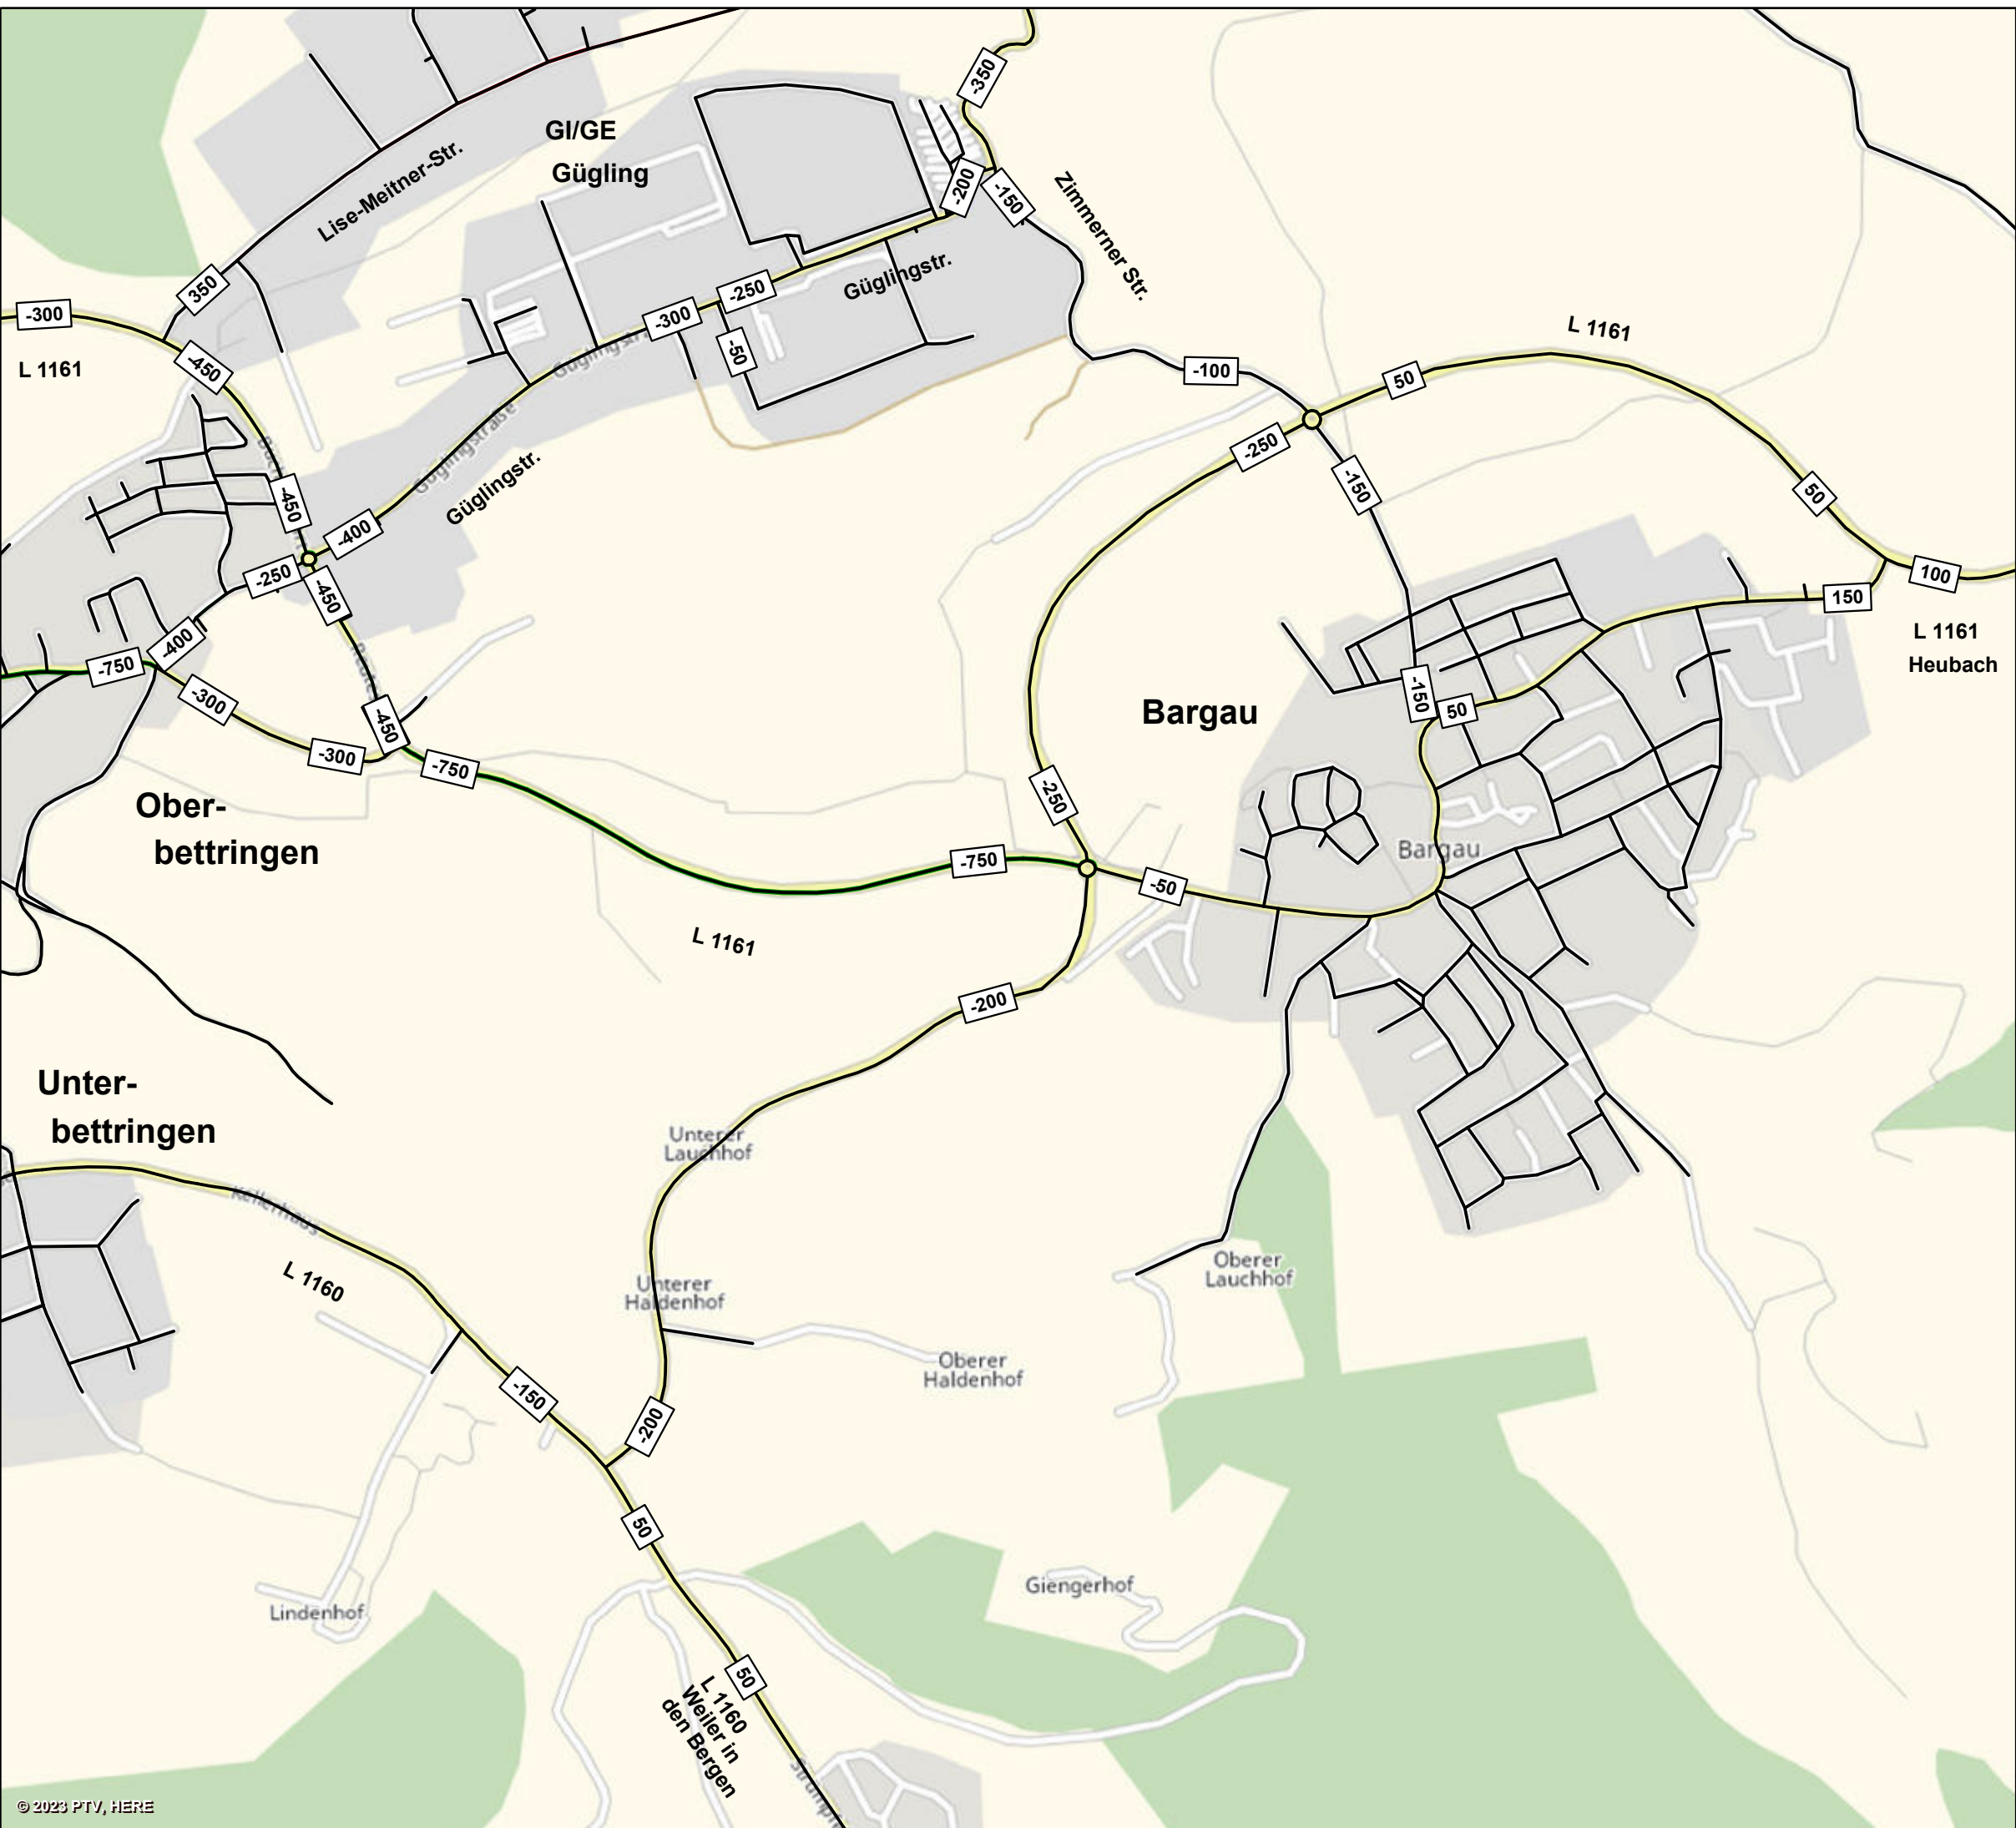 -350
GI/GE
Gügling
Lise-Meitner-Str.
-200
-150
Zimmerner Str.
350
-300
-450
L 1161
-250
Güglingstr.
-300
-50
-100
50
L 1161
-250
-150
50
Güglingstraße
Güglingstr.
-450
-400
-250
-450
100
150
L 1161
Heubach
-400
-750
-300
-450
-300
-750
Bargau
-150
50
-250
Ober-
bettringen
Bargau
-750
-50
L 1161
-200
Unter-
bettringen
Unterer
Lauchhof
Kellerhaus
L 1160
Unterer
Haldenhof
Oberer
Lauchhof
Oberer
Haldenhof
-150
-200
50
Giengerhof
Lindenhof
50
L 1160
Weiler in
den Bergen
© 2023 PTV, HERE